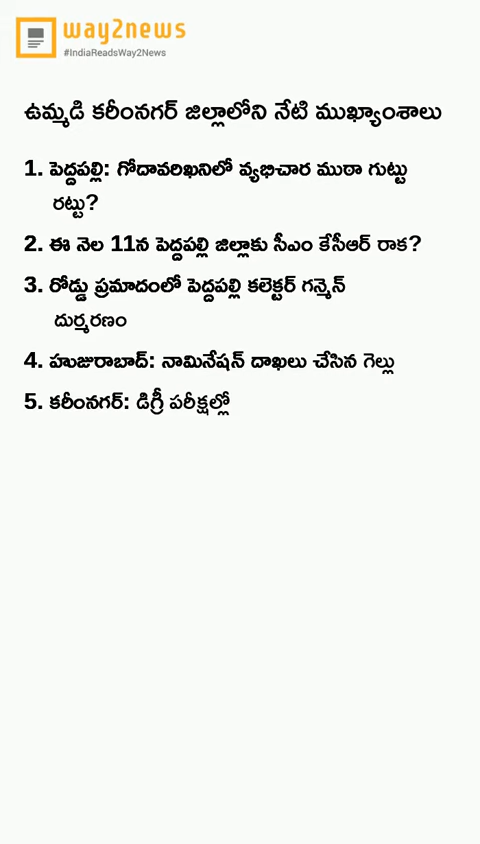 way2news
#IndiaReadsWay2News
ఉమ్మడి కరీంనగర్ జిల్లాలోని నేటి ముఖ్యాంశాలు
1. పెద్దపల్లి: గోదావరిఖనిలో వ్యభిచార ముఠా గుట్టు
రట్టు?
2. ఈ నెల 11న పెద్దపల్లి జిల్లాకు సీఎం కేసీఆర్ రాక?
3. రోడ్డు ప్రమాదంలో పెద్దపల్లి కలెక్టర్ గన్మెన్
దుర్మరణం
4. హుజురాబాద్: నామినేషన్ దాఖలు చేసిన గెల్లు
5. కరీంనగర్: డిగ్రీ పరీక్షల్లో